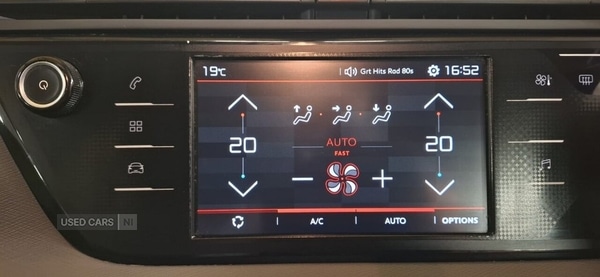 19°C Grt Hits Rad 80s 16:52
20 20
AUTO
FAST
A/C AUTO OPTIONS
USED CARS NI